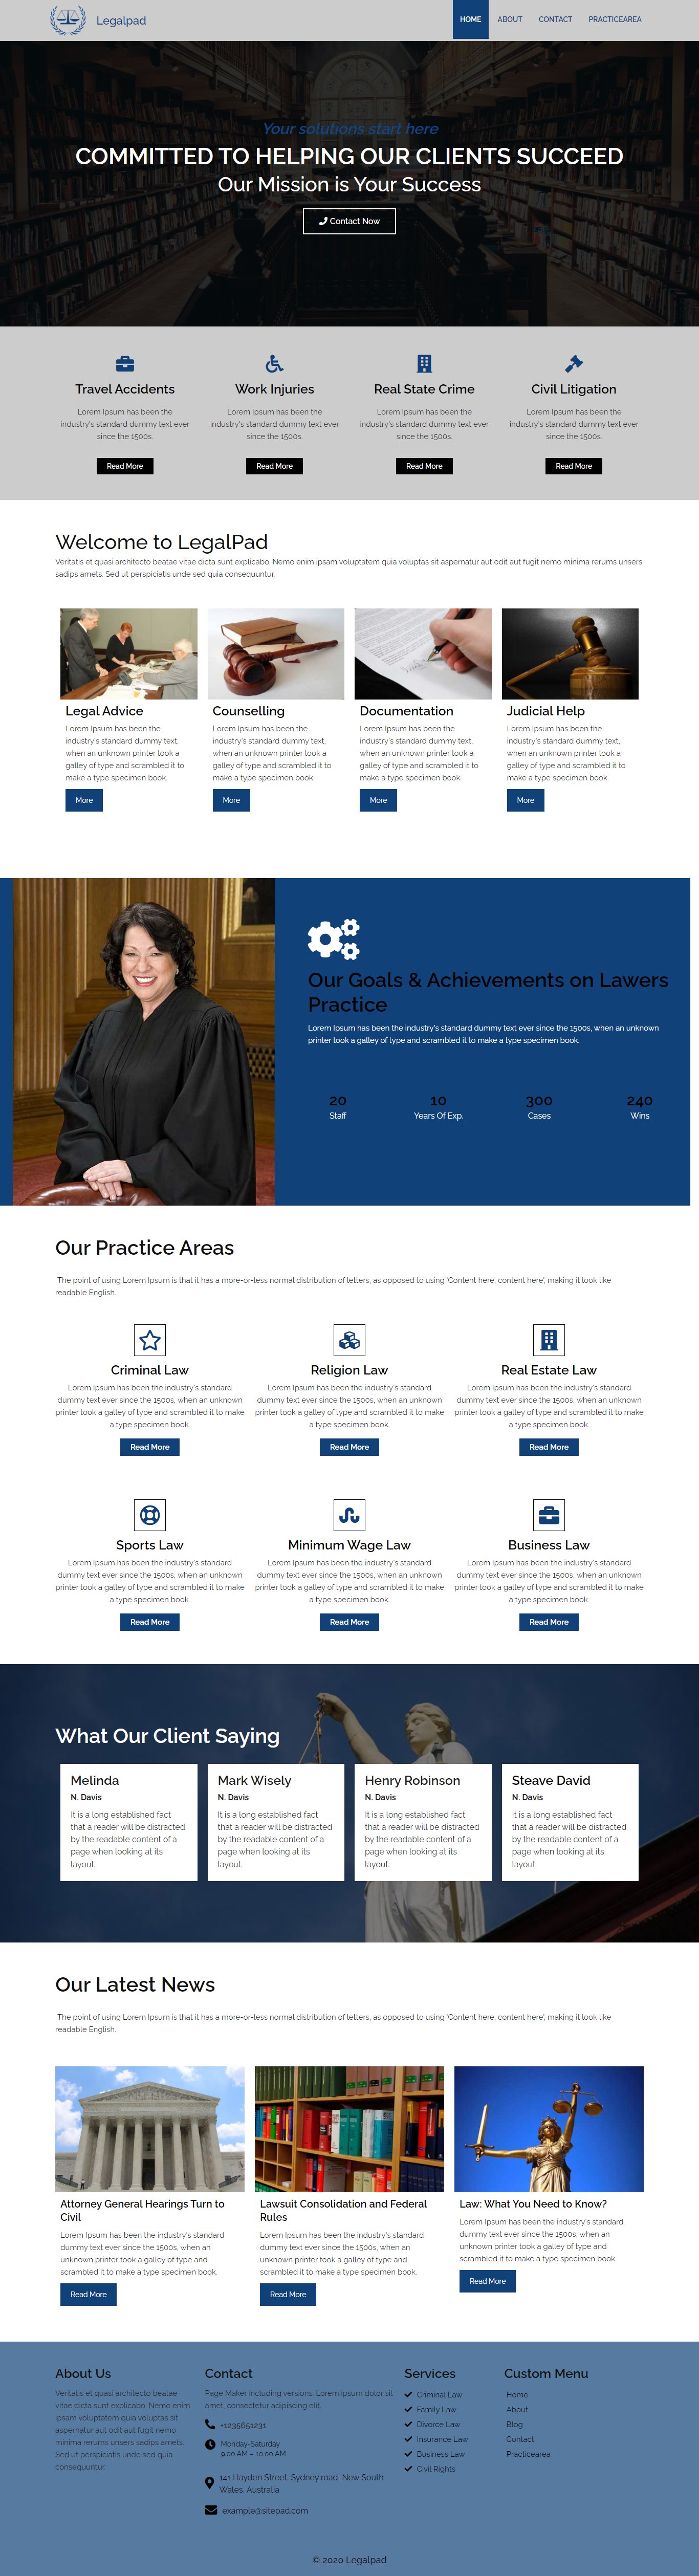 Legalpad
HOME ABOUT CONTACT PRACTICEAREA
Your solutions start here
COMMITTED TO HELPING OUR CLIENTS SUCCEED
Our Mission is Your Success
Contact Now
Travel Accidents
Lorem Ipsum has been the
industry's standard dummy text ever
since the 1500s.
Read More
Work Injuries
Lorem Ipsum has been the
industry's standard dummy text ever
since the 1500s.
Read More
Real State Crime
Lorem Ipsum has been the
industry's standard dummy text ever
since the 1500s.
Read More
Civil Litigation
Lorem Ipsum has been the
industry's standard dummy text ever
since the 1500s.
Read More
Welcome to LegalPad
Veritatis et quasi architecto beatae vitae dicta sunt explicabo. Nemo enim ipsam voluptatem quia voluptas sit aspernatur aut odit aut fugit nemo minima rerums unsers
sadips amets. Sed ut perspiciatis unde sed quia consequuntur.
Legal Advice
Lorem Ipsum has been the
industry's standard dummy text,
when an unknown printer took a
galley of type and scrambled it to
make a type specimen book.
More
Counselling
Lorem Ipsum has been the
industry's standard dummy text,
when an unknown printer took a
galley of type and scrambled it to
make a type specimen book.
More
Documentation
Lorem Ipsum has been the
industry's standard dummy text,
when an unknown printer took a
galley of type and scrambled it to
make a type specimen book.
More
Judicial Help
Lorem Ipsum has been the
industry's standard dummy text,
when an unknown printer took a
galley of type and scrambled it to
make a type specimen book.
More
Our Goals & Achievements on Lawers
Practice
Lorem Ipsum has been the industry's standard dummy text ever since the 1500s, when an unknown
printer took a galley of type and scrambled it to make a type specimen book.
20
Staff
10
Years Of Exp.
300
Cases
240
Wins
Our Practice Areas
The point of using Lorem Ipsum is that it has a more-or-less normal distribution of letters, as opposed to using 'Content here, content here', making it look like
readable English.
Criminal Law
Lorem Ipsum has been the industry's standard
dummy text ever since the 1500s, when an unknown
printer took a galley of type and scrambled it to make
a type specimen book.
Read More
Religion Law
Lorem Ipsum has been the industry's standard
dummy text ever since the 1500s, when an unknown
printer took a galley of type and scrambled it to make
a type specimen book.
Read More
Real Estate Law
Lorem Ipsum has been the industry's standard
dummy text ever since the 1500s, when an unknown
printer took a galley of type and scrambled it to make
a type specimen book.
Read More
Sports Law
Lorem Ipsum has been the industry's standard
dummy text ever since the 1500s, when an unknown
printer took a galley of type and scrambled it to make
a type specimen book.
Read More
Minimum Wage Law
Lorem Ipsum has been the industry's standard
dummy text ever since the 1500s, when an unknown
printer took a galley of type and scrambled it to make
a type specimen book.
Read More
Business Law
Lorem Ipsum has been the industry's standard
dummy text ever since the 1500s, when an unknown
printer took a galley of type and scrambled it to make
a type specimen book.
Read More
What Our Client Saying
Melinda
N. Davis
It is a long established fact
that a reader will be distracted
by the readable content of a
page when looking at its
layout.
Mark Wisely
N. Davis
It is a long established fact
that a reader will be distracted
by the readable content of a
page when looking at its
layout.
Henry Robinson
N. Davis
It is a long established fact
that a reader will be distracted
by the readable content of a
page when looking at its
layout.
Steave David
N. Davis
It is a long established fact
that a reader will be distracted
by the readable content of a
page when looking at its
layout.
Our Latest News
The point of using Lorem Ipsum is that it has a more-or-less normal distribution of letters, as opposed to using 'Content here, content here', making it look like
readable English.
Attorney General Hearings Turn to
Civil
Lorem Ipsum has been the industry's standard
dummy text ever since the 1500s, when an
unknown printer took a galley of type and
scrambled it to make a type specimen book.
Read More
Lawsuit Consolidation and Federal
Rules
Lorem Ipsum has been the industry's standard
dummy text ever since the 1500s, when an
unknown printer took a galley of type and
scrambled it to make a type specimen book.
Read More
Law: What You Need to Know?
Lorem Ipsum has been the industry's standard
dummy text ever since the 1500s, when an
unknown printer took a galley of type and
scrambled it to make a type specimen book.
Read More
About Us
Veritatis et quasi architecto beatae
vitae dicta sunt explicabo. Nemo enim
ipsam voluptatem quia voluptas sit
aspernatur aut odit aut fugit nemo
minima rerums unsers sadips amets.
Sed ut perspiciatis unde sed quia
consequuntur.
Contact
Page Maker including versions. Lorem ipsum dolor sit
amet, consectetur adipiscing elit
+1235651231
Monday-Saturday
9.00 AM – 10.00 AM
141 Hayden Street. Sydney road, New South
Wales, Australia
example@sitepad.com
Services
Criminal Law
Family Law
Divorce Law
Insurance Law
Business Law
Civil Rights
Custom Menu
Home
About
Blog
Contact
Practicearea
© 2020 Legalpad